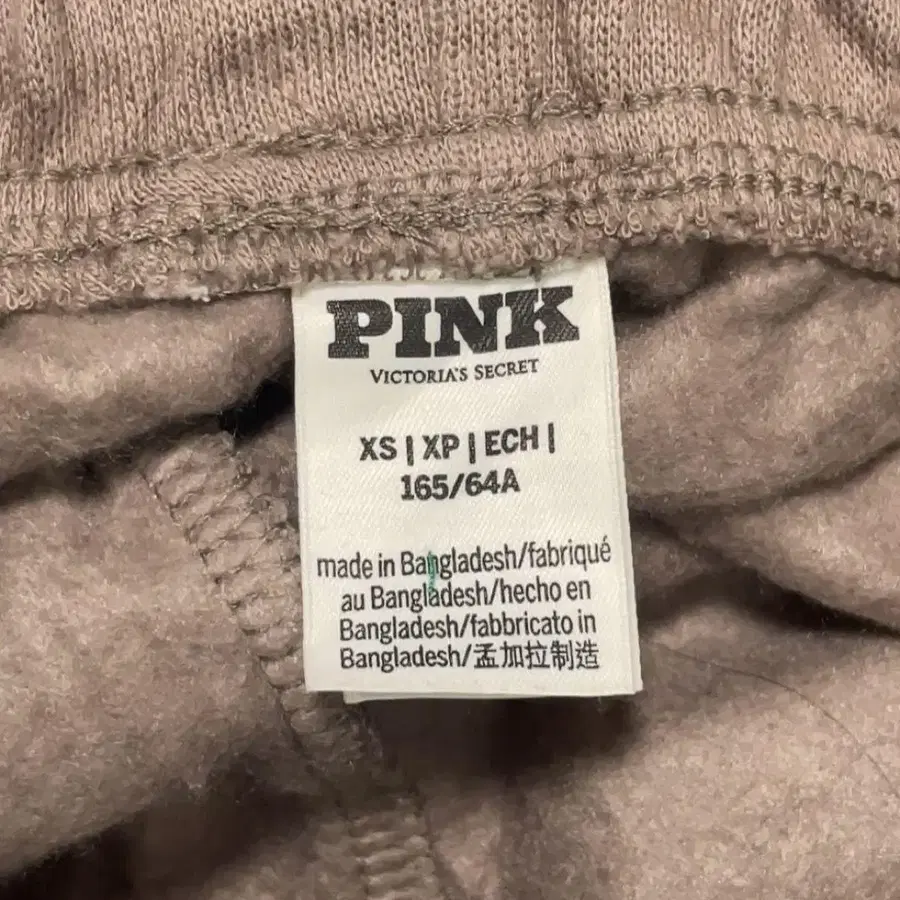 PINK
VICTORIA'S SECRET
XS | XP | ECH |
165/64A
made in Bangladesh/fabriqué
au Bangladesh/hecho en
Bangladesh/fabbricato in
Bangladesh/孟加拉制造